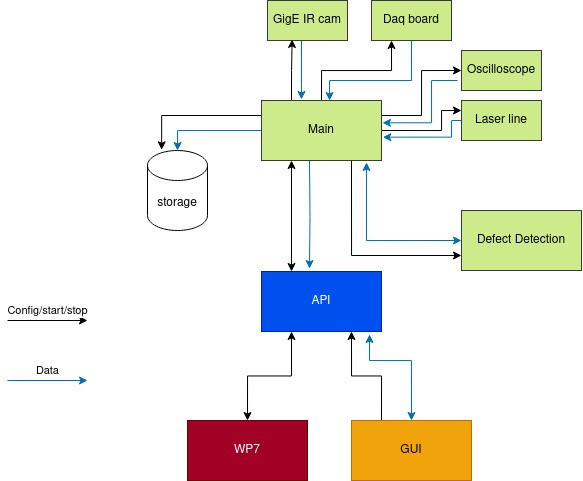 GigE IR cam
Daq board
Oscilloscope
Laser line
Main
storage
Defect Detection
API
Config/start/stop
Data
WP7
GUI